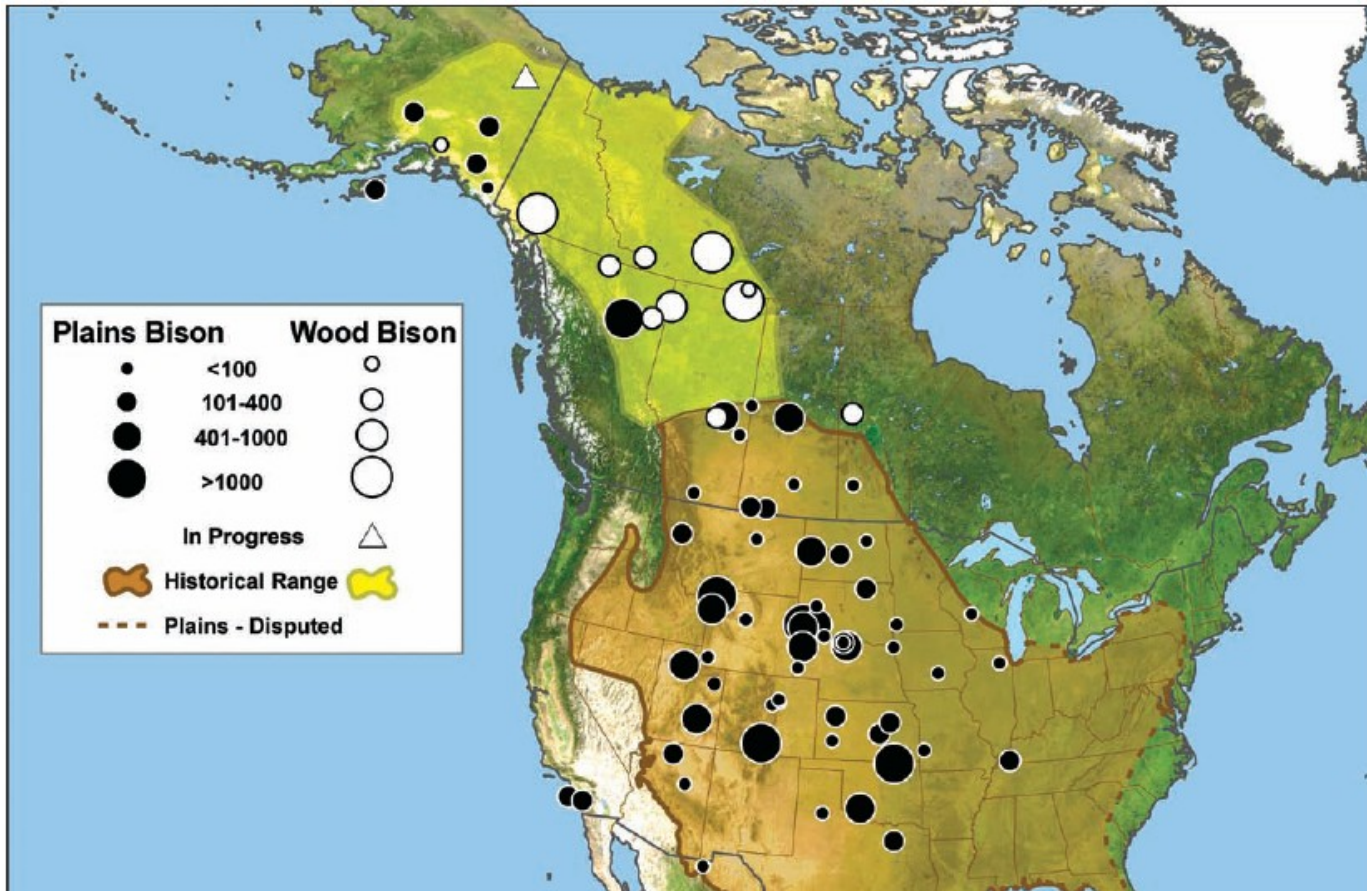 Plains Bison Wood Bison
<100
101-400
401-1000
>1000
In Progress
Historical Range
Plains - Disputed